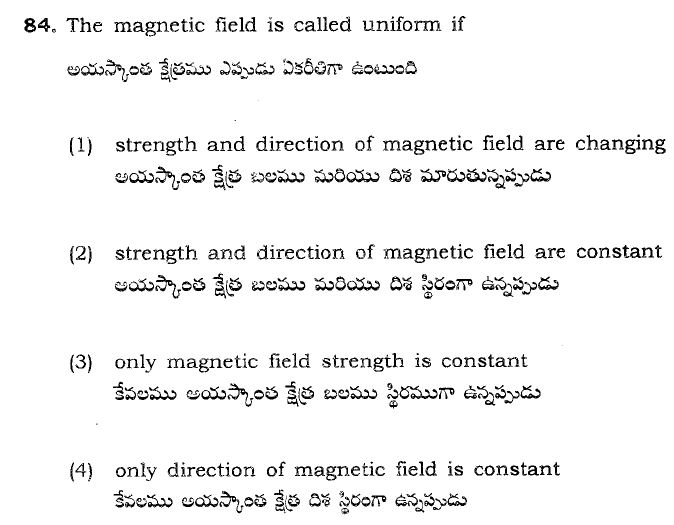 84. The magnetic field is called uniform if
అయస్కాంత క్షేత్రము ఎప్పుడు ఏకరీతిగా ఉంటుంది
(1) strength and direction of magnetic field are changing
అయస్కాంత క్షేత్ర బలము మరియు దిశ మారుతున్నప్పుడు
(2) strength and direction of magnetic field are constant
అయస్కాంత క్షేత్ర బలము మరియు దిశ స్థిరంగా ఉన్నప్పుడు
(3) only magnetic field strength is constant
కేవలము అయస్కాంత క్షేత్ర బలము స్థిరముగా ఉన్నప్పుడు
(4) only direction of magnetic field is constant
కేవలము అయస్కాంత క్షేత్ర దిశ స్థిరంగా ఉన్నప్పుడు